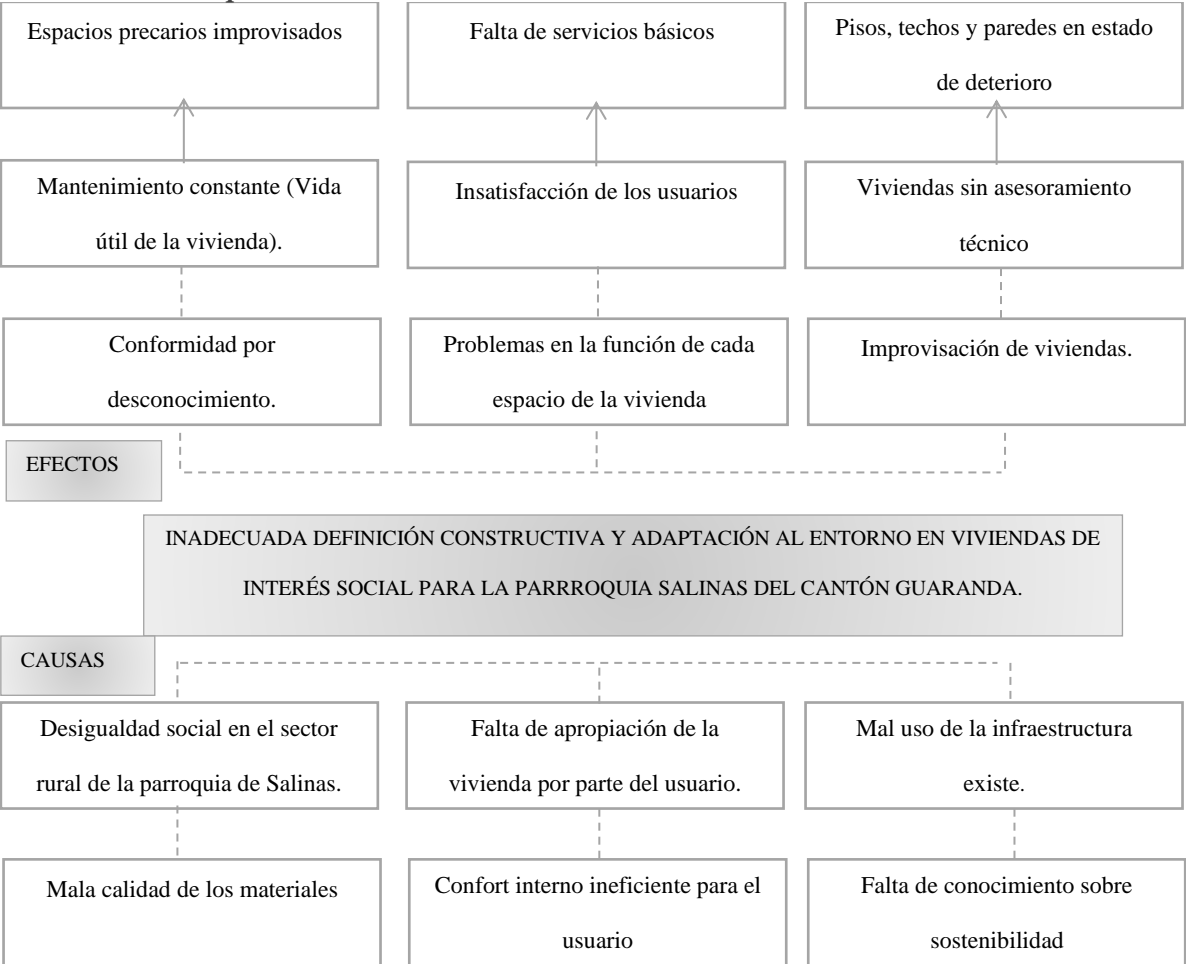 Espacios precarios improvisados
Falta de servicios básicos
Pisos, techos y paredes en estado
de deterioro
Mantenimiento constante (Vida
útil de la vivienda).
Insatisfacción de los usuarios
Viviendas sin asesoramiento
técnico
Conformidad por
desconocimiento.
Problemas en la función de cada
espacio de la vivienda
Improvisación de viviendas.
EFECTOS
INADECUADA DEFINICIÓN CONSTRUCTIVA Y ADAPTACIÓN AL ENTORNO EN VIVIENDAS DE
INTERÉS SOCIAL PARA LA PARRROQUIA SALINAS DEL CANTÓN GUARANDA.
CAUSAS
Desigualdad social en el sector
rural de la parroquia de Salinas.
Falta de apropiación de la
vivienda por parte del usuario.
Mal uso de la infraestructura
existe.
Mala calidad de los materiales
Confort interno ineficiente para el
usuario
Falta de conocimiento sobre
sostenibilidad